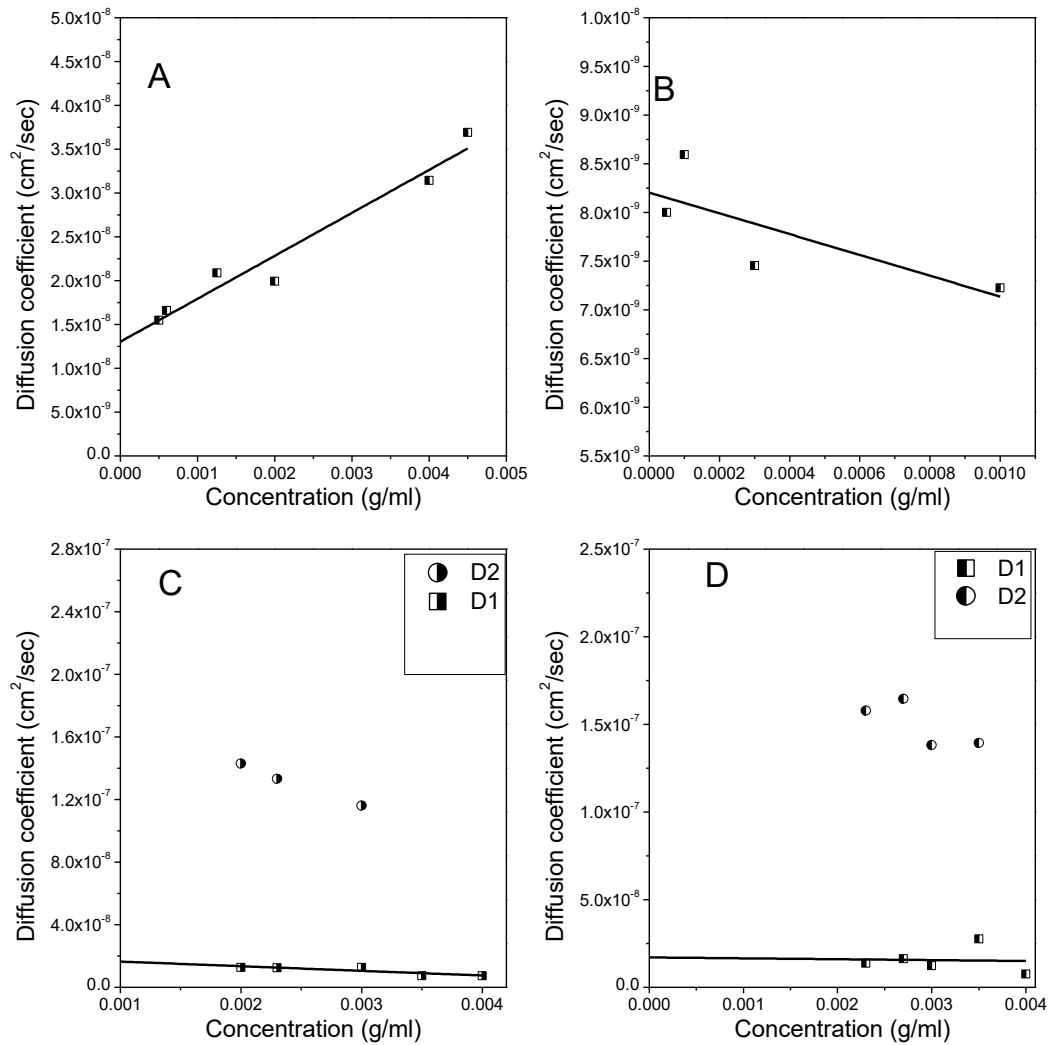 A
Diffusion coefficient (cm²/sec)
5.0x10⁻⁸
4.5x10⁻⁸
4.0x10⁻⁸
3.5x10⁻⁸
3.0x10⁻⁸
2.5x10⁻⁸
2.0x10⁻⁸
1.5x10⁻⁸
1.0x10⁻⁸
5.0x10⁻⁹
0.0
0.000 0.001 0.002 0.003 0.004 0.005
Concentration (g/ml)
B
Diffusion coefficient (cm²/sec)
1.0x10⁻⁸
9.5x10⁻⁹
9.0x10⁻⁹
8.5x10⁻⁹
8.0x10⁻⁹
7.5x10⁻⁹
7.0x10⁻⁹
6.5x10⁻⁹
6.0x10⁻⁹
5.5x10⁻⁹
0.0000 0.0002 0.0004 0.0006 0.0008 0.0010
Concentration (g/ml)
C
D2
D1
Diffusion coefficient (cm²/sec)
2.8x10⁻⁷
2.4x10⁻⁷
2.0x10⁻⁷
1.6x10⁻⁷
1.2x10⁻⁷
8.0x10⁻⁸
4.0x10⁻⁸
0.0
0.001 0.002 0.003 0.004
Concentration (g/ml)
D
D1
D2
Diffusion coefficient (cm²/sec)
2.5x10⁻⁷
2.0x10⁻⁷
1.5x10⁻⁷
1.0x10⁻⁷
5.0x10⁻⁸
0.0
0.000 0.001 0.002 0.003 0.004
Concentration (g/ml)